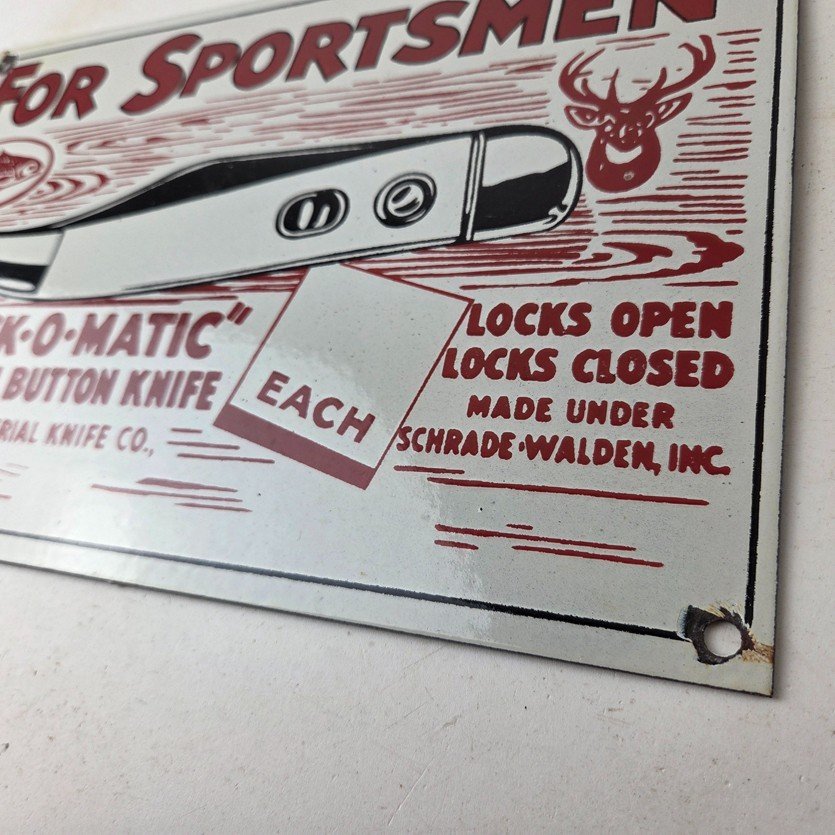 FOR SPORTSMEN
K·O·MATIC"
BUTTON KNIFE
RIAL KNIFE CO.,
EACH
LOCKS OPEN
LOCKS CLOSED
MADE UNDER
SCHRADE·WALDEN, INC.